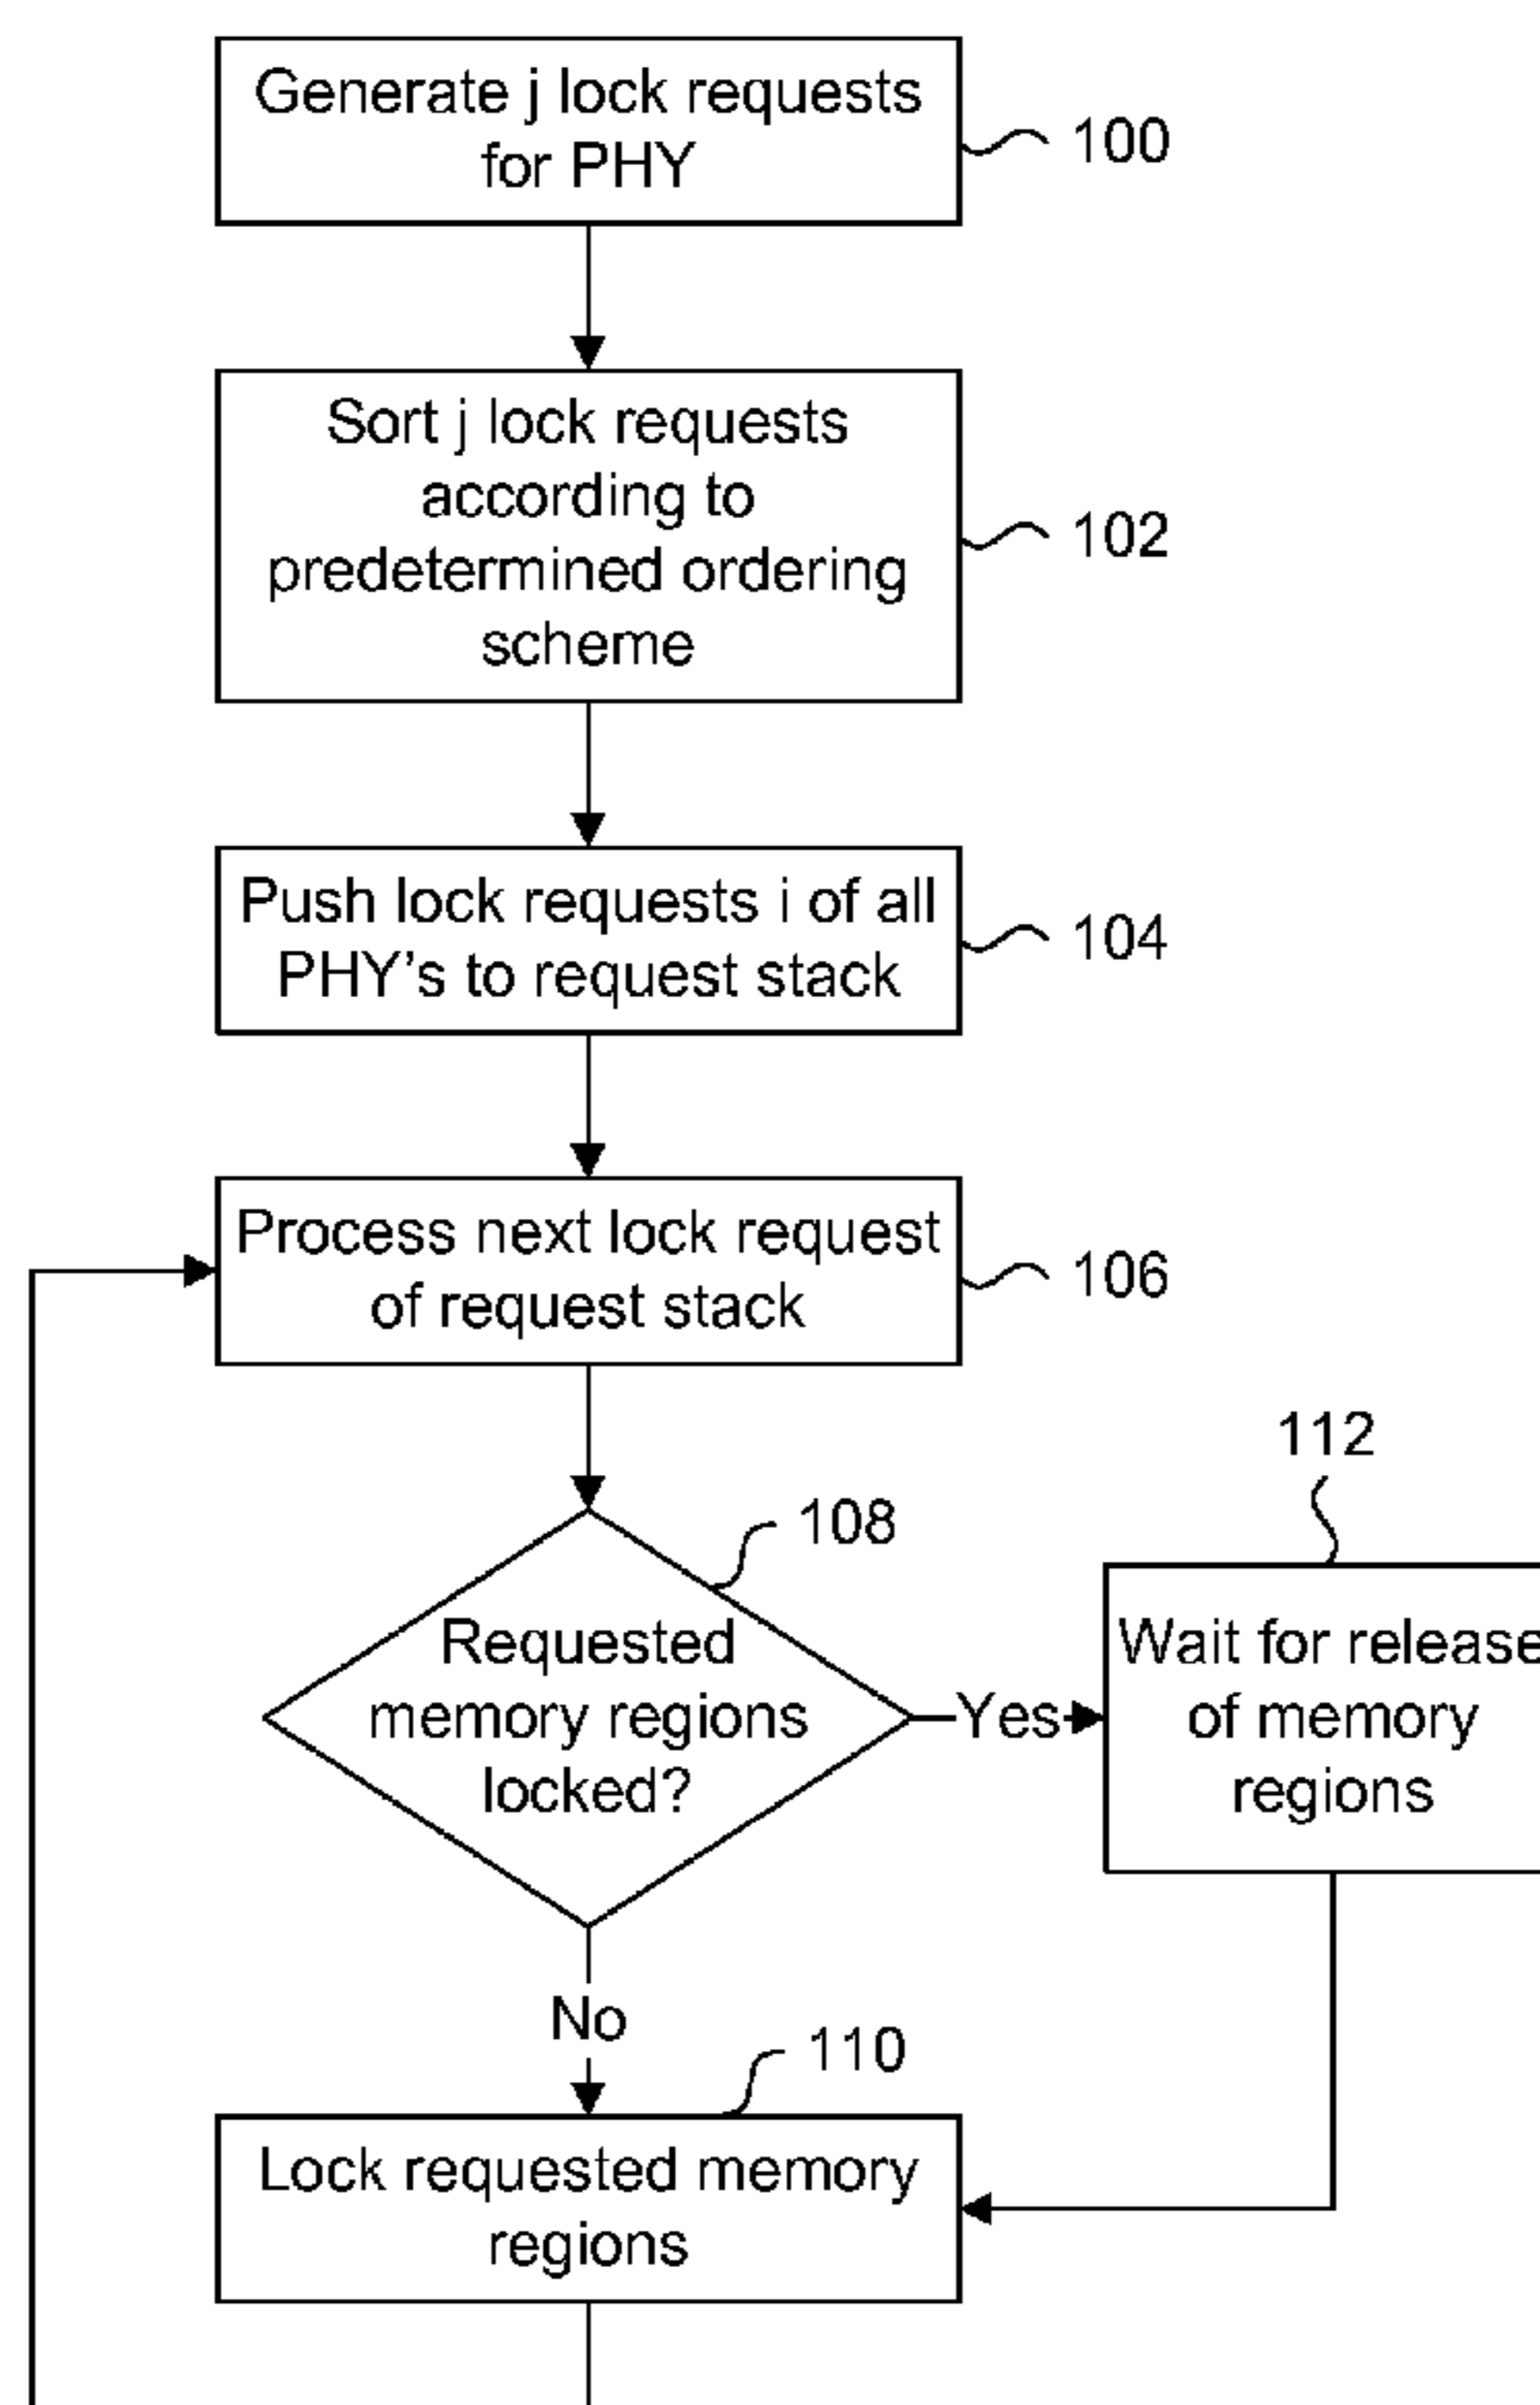 Generate j lock requests
for PHY
100
Sort j lock requests
according to
predetermined ordering
scheme
102
Push lock requests i of all
PHY's to request stack
104
Process next lock request
of request stack
106
112
108
Requested
memory regions
locked?
Yes
Wait for release
of memory
regions
No
110
Lock requested memory
regions